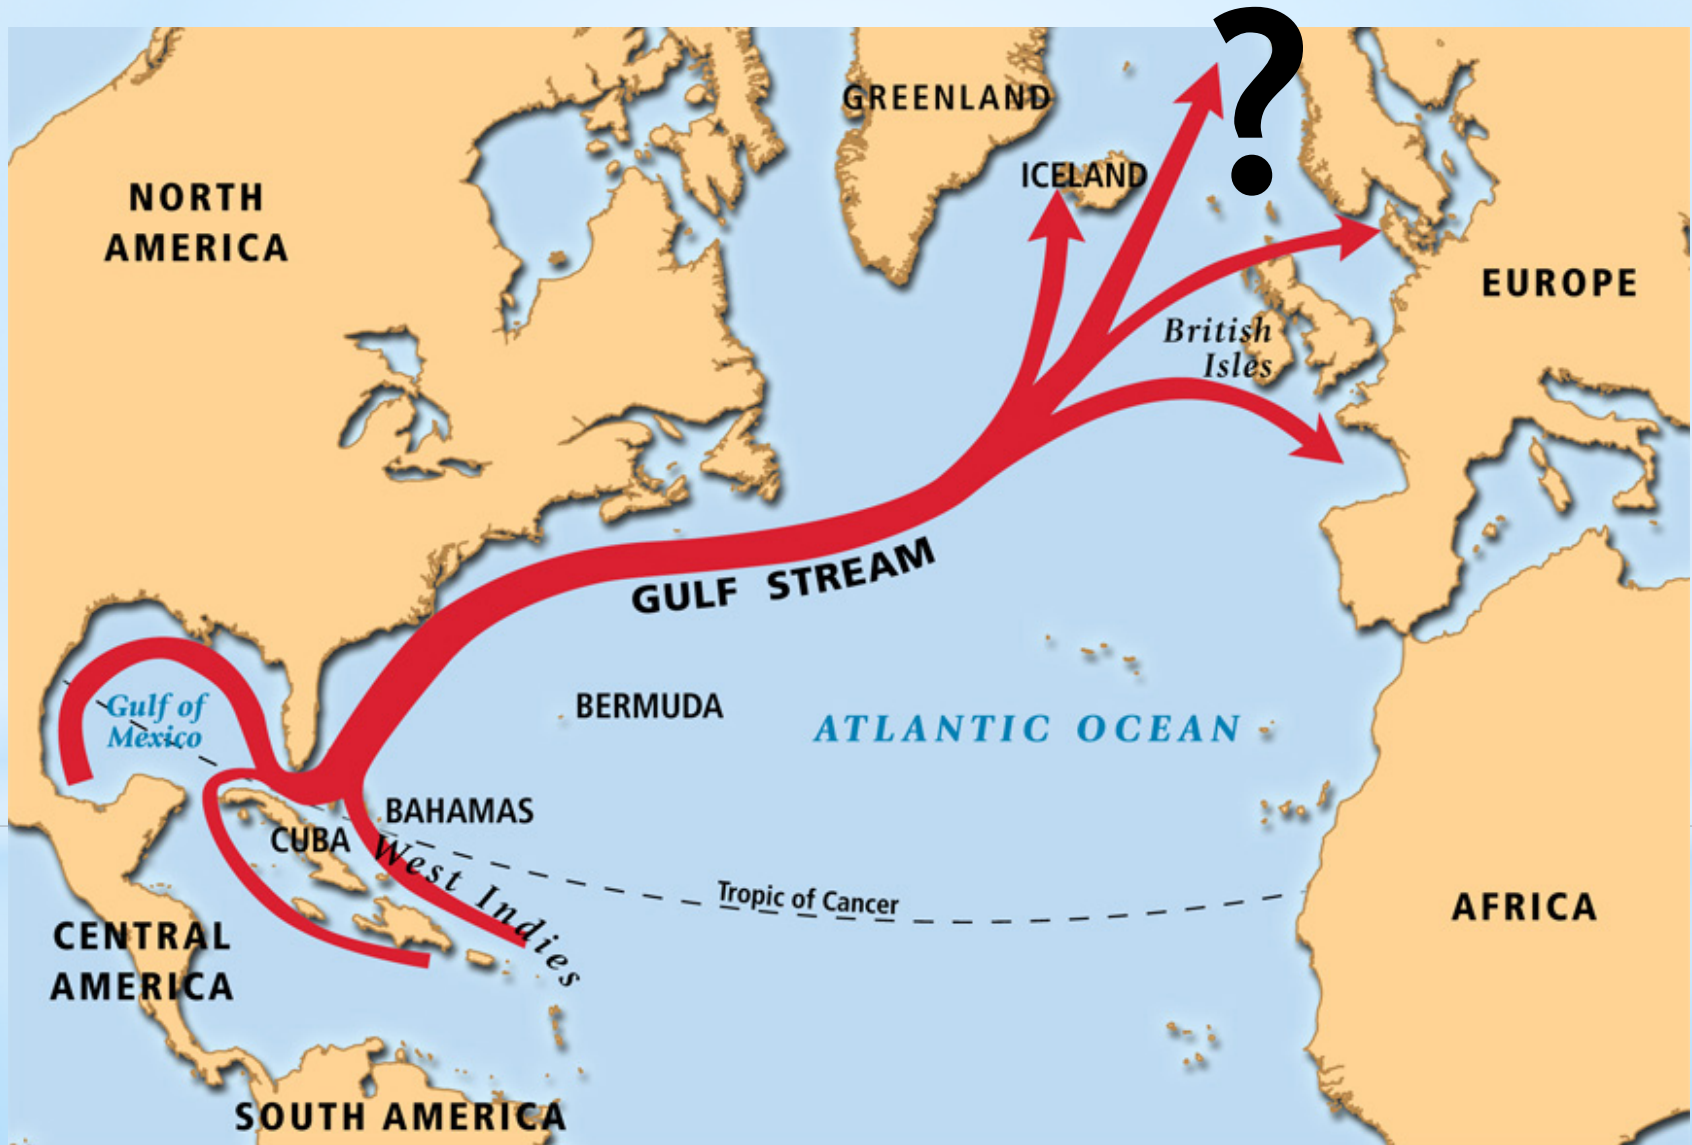 ?
GREENLAND
ICELAND
NORTH
AMERICA
EUROPE
British
Isles
GULF STREAM
Gulf of
Mexico
BERMUDA
ATLANTIC OCEAN
BAHAMAS
CUBA
West Indies
Tropic of Cancer
AFRICA
CENTRAL
AMERICA
SOUTH AMERICA